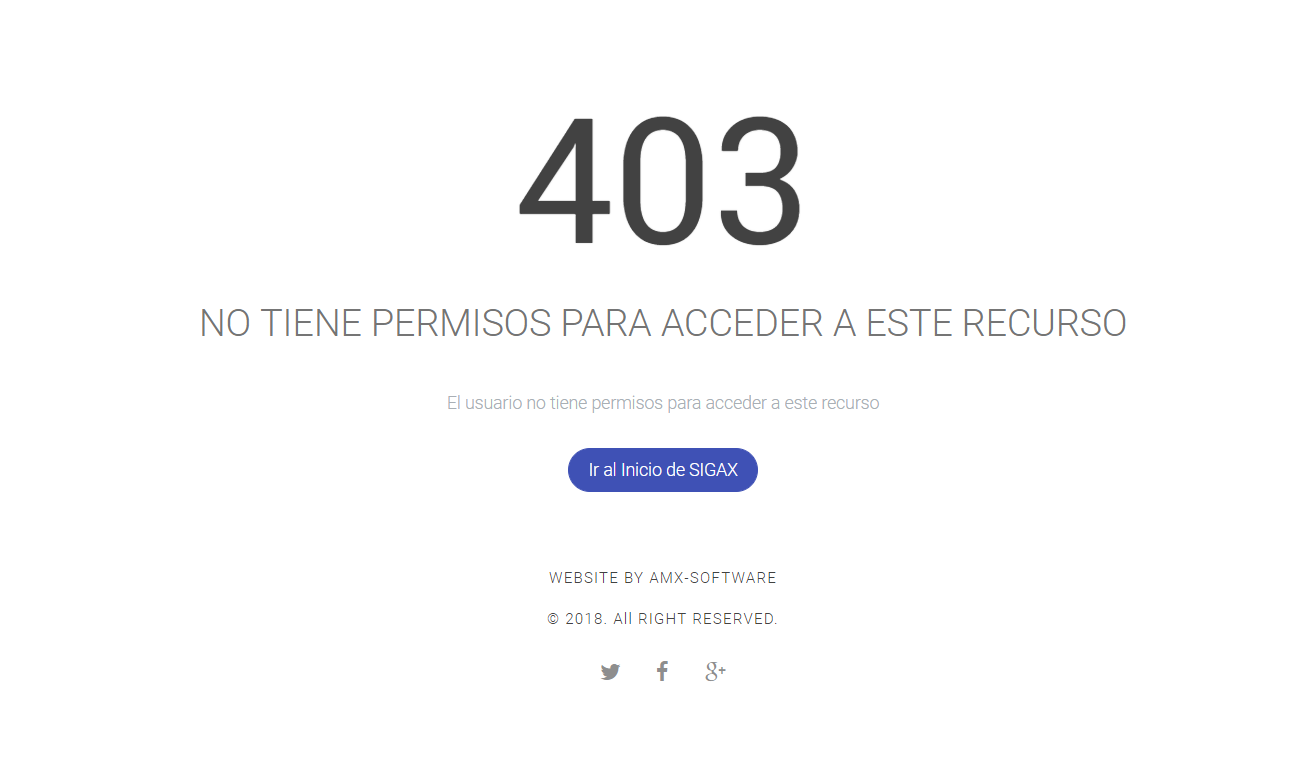 403
NO TIENE PERMISOS PARA ACCEDER A ESTE RECURSO
El usuario no tiene permisos para acceder a este recurso
Ir al Inicio de SIGAX
WEBSITE BY AMX-SOFTWARE
© 2018. All RIGHT RESERVED.